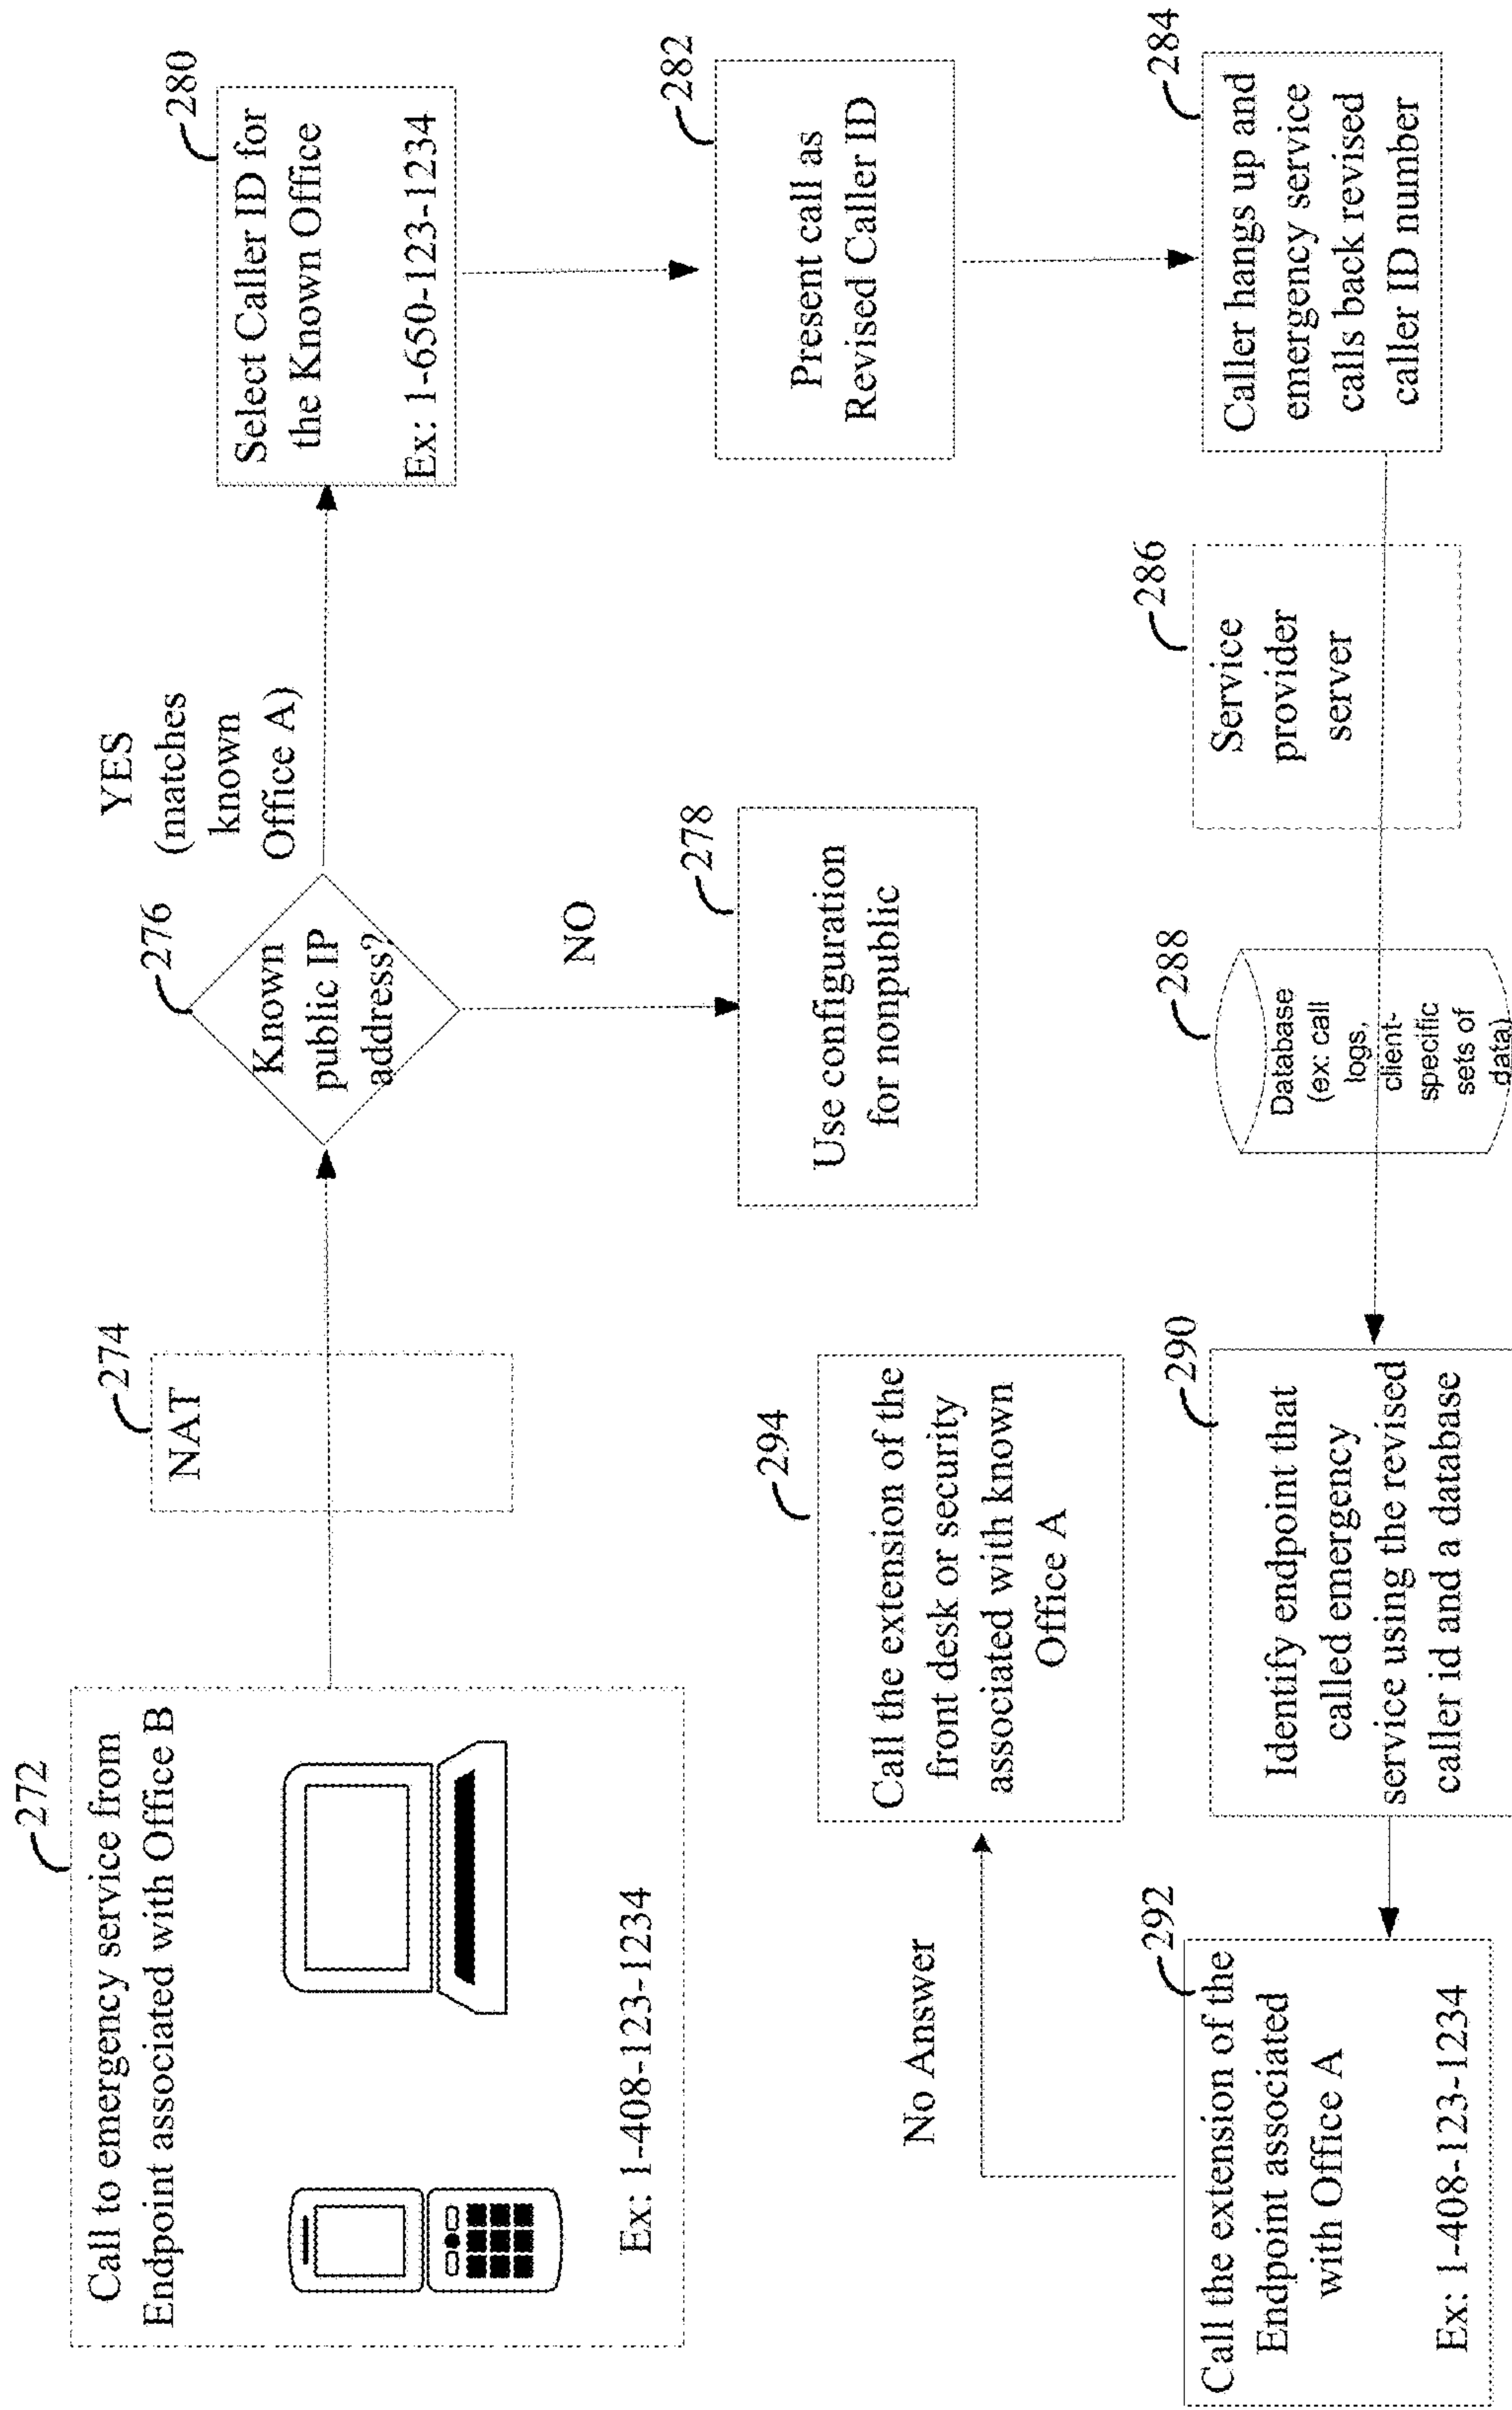 272
Call to emergency service from
Endpoint associated with Office B
Ex: 1-408-123-1234
274
NAT
276
Known
public IP
address?
YES
(matches
known
Office A)
NO
278
Use configuration
for nonpublic
280
Select Caller ID for
the Known Office
Ex: 1-650-123-1234
282
Present call as
Revised Caller ID
284
Caller hangs up and
emergency service
calls back revised
caller ID number
286
Service
provider
server
288
Database
(ex: call
logs,
client-
specific
sets of
data)
290
Identify endpoint that
called emergency
service using the revised
caller id and a database
292
Call the extension of the
Endpoint associated
with Office A
Ex: 1-408-123-1234
No Answer
294
Call the extension of the
front desk or security
associated with known
Office A